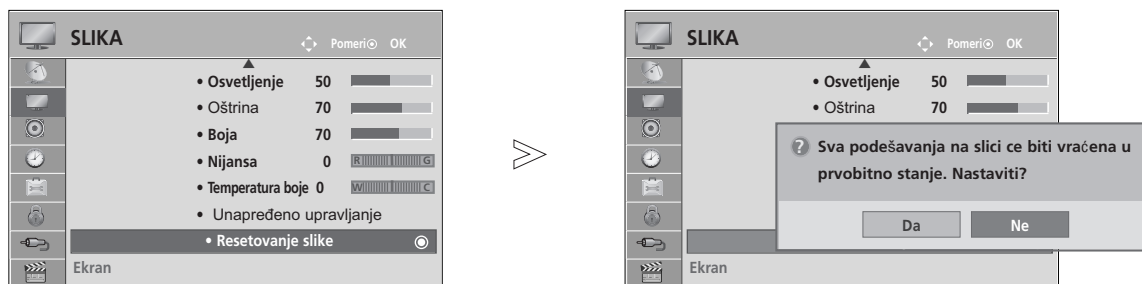 SLIKA
Pomeri OK
• Osvetljenje 50
• Oštrina 70
• Boja 70
• Nijansa 0 R G
• Temperatura boje 0 W C
• Unapređeno upravljanje
• Resetovanje slike
Ekran
SLIKA
Pomeri OK
• Osvetljenje 50
• Oštrina 70
Sva podešavanja na slici ce biti vraćena u
prvobitno stanje. Nastaviti?
Da Ne
Ekran